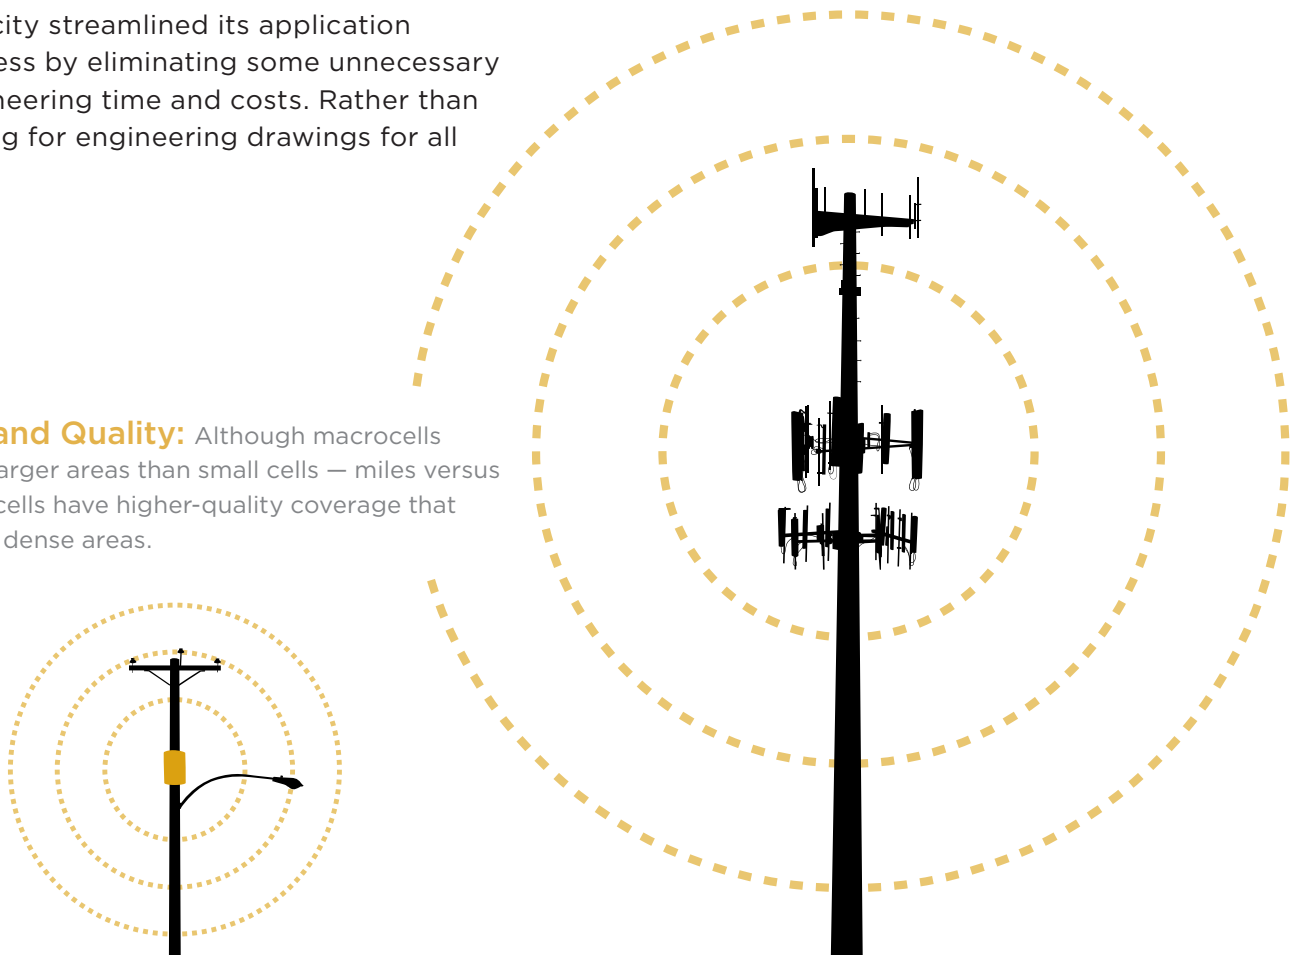 city streamlined its application
ess by eliminating some unnecessary
neering time and costs. Rather than
g for engineering drawings for all
and Quality: Although macrocells
arger areas than small cells — miles versus
cells have higher-quality coverage that
dense areas.